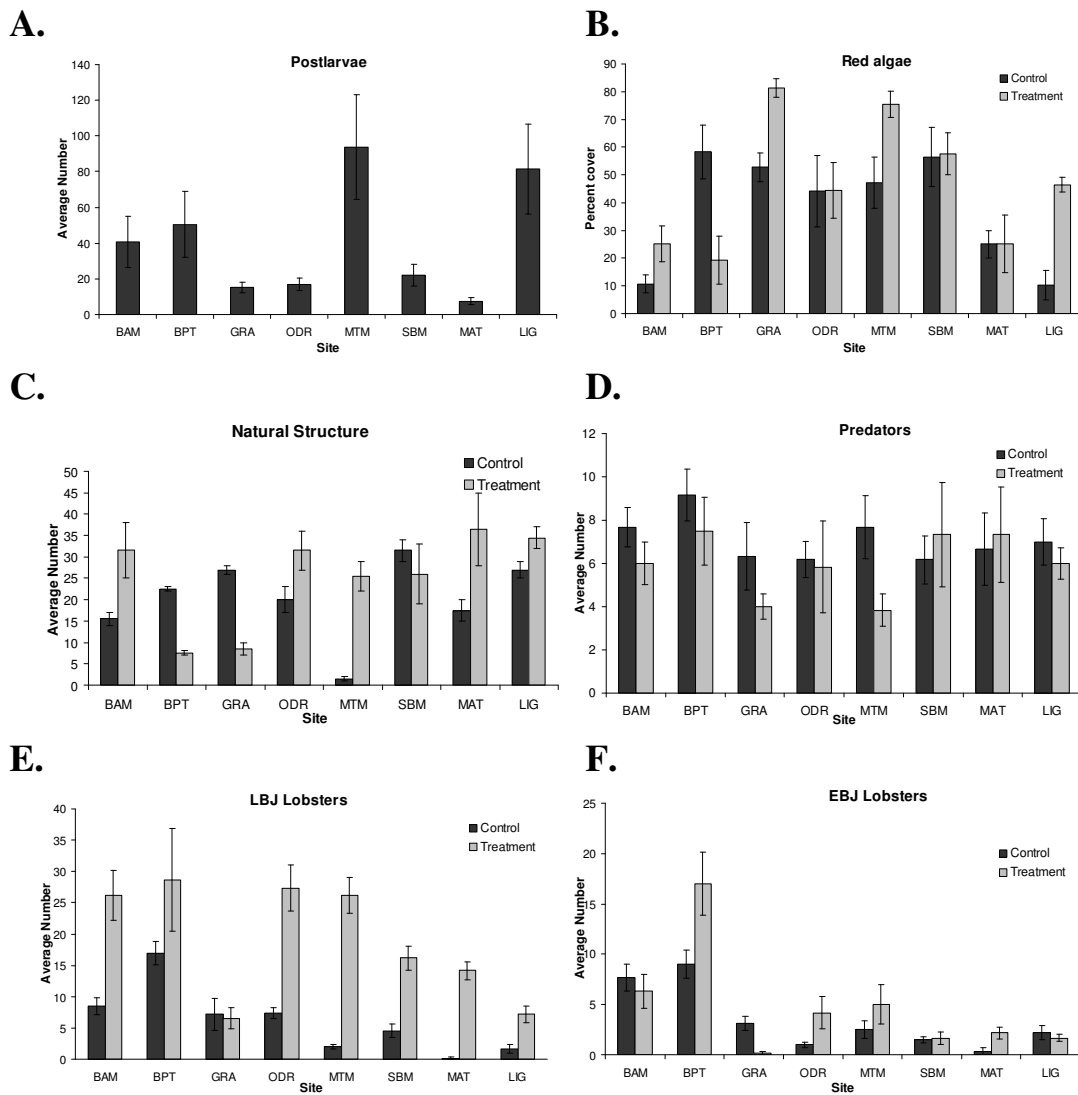 A.
Postlarvae
Average Number
140
120
100
80
60
40
20
0
BAM BPT GRA ODR MTM SBM MAT LIG
Site
B.
Red algae
Control
Treatment
Percent cover
90
80
70
60
50
40
30
20
10
0
BAM BPT GRA ODR MTM SBM MAT LIG
Site
C.
Natural Structure
Control
Treatment
Average Number
50
45
40
35
30
25
20
15
10
5
0
BAM BPT GRA ODR MTM SBM MAT LIG
Site
D.
Predators
Control
Treatment
Average Number
12
10
8
6
4
2
0
BAM BPT GRA ODR MTM SBM MAT LIG
Site
E.
LBJ Lobsters
Control
Treatment
Average Number
40
35
30
25
20
15
10
5
0
BAM BPT GRA ODR MTM SBM MAT LIG
Site
F.
EBJ Lobsters
Control
Treatment
Average Number
25
20
15
10
5
0
BAM BPT GRA ODR MTM SBM MAT LIG
Site